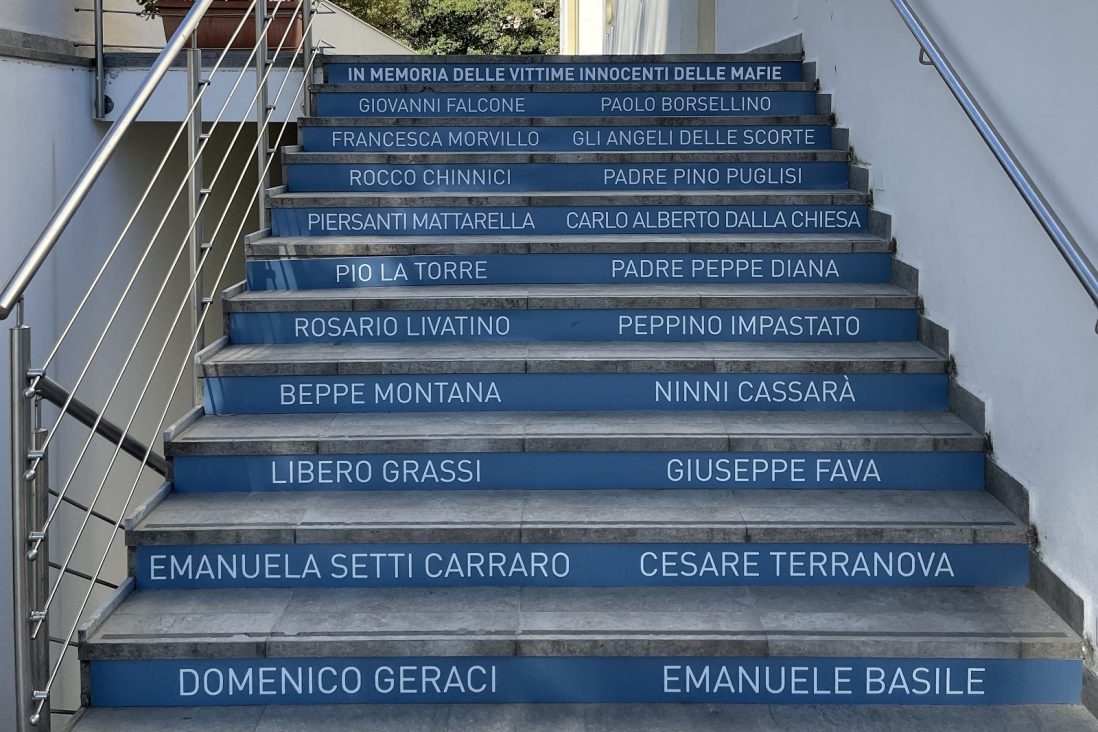 IN MEMORIA DELLE VITTIME INNOCENTI DELLE MAFIE
GIOVANNI FALCONE PAOLO BORSELLINO
FRANCESCA MORVILLO GLI ANGELI DELLE SCORTE
ROCCO CHINNICI PADRE PINO PUGLISI
PIERSANTI MATTARELLA CARLO ALBERTO DALLA CHIESA
PIO LA TORRE PADRE PEPPE DIANA
ROSARIO LIVATINO PEPPINO IMPASTATO
BEPPE MONTANA NINNI CASSARÀ
LIBERO GRASSI GIUSEPPE FAVA
EMANUELA SETTI CARRARO CESARE TERRANOVA
DOMENICO GERACI EMANUELE BASILE